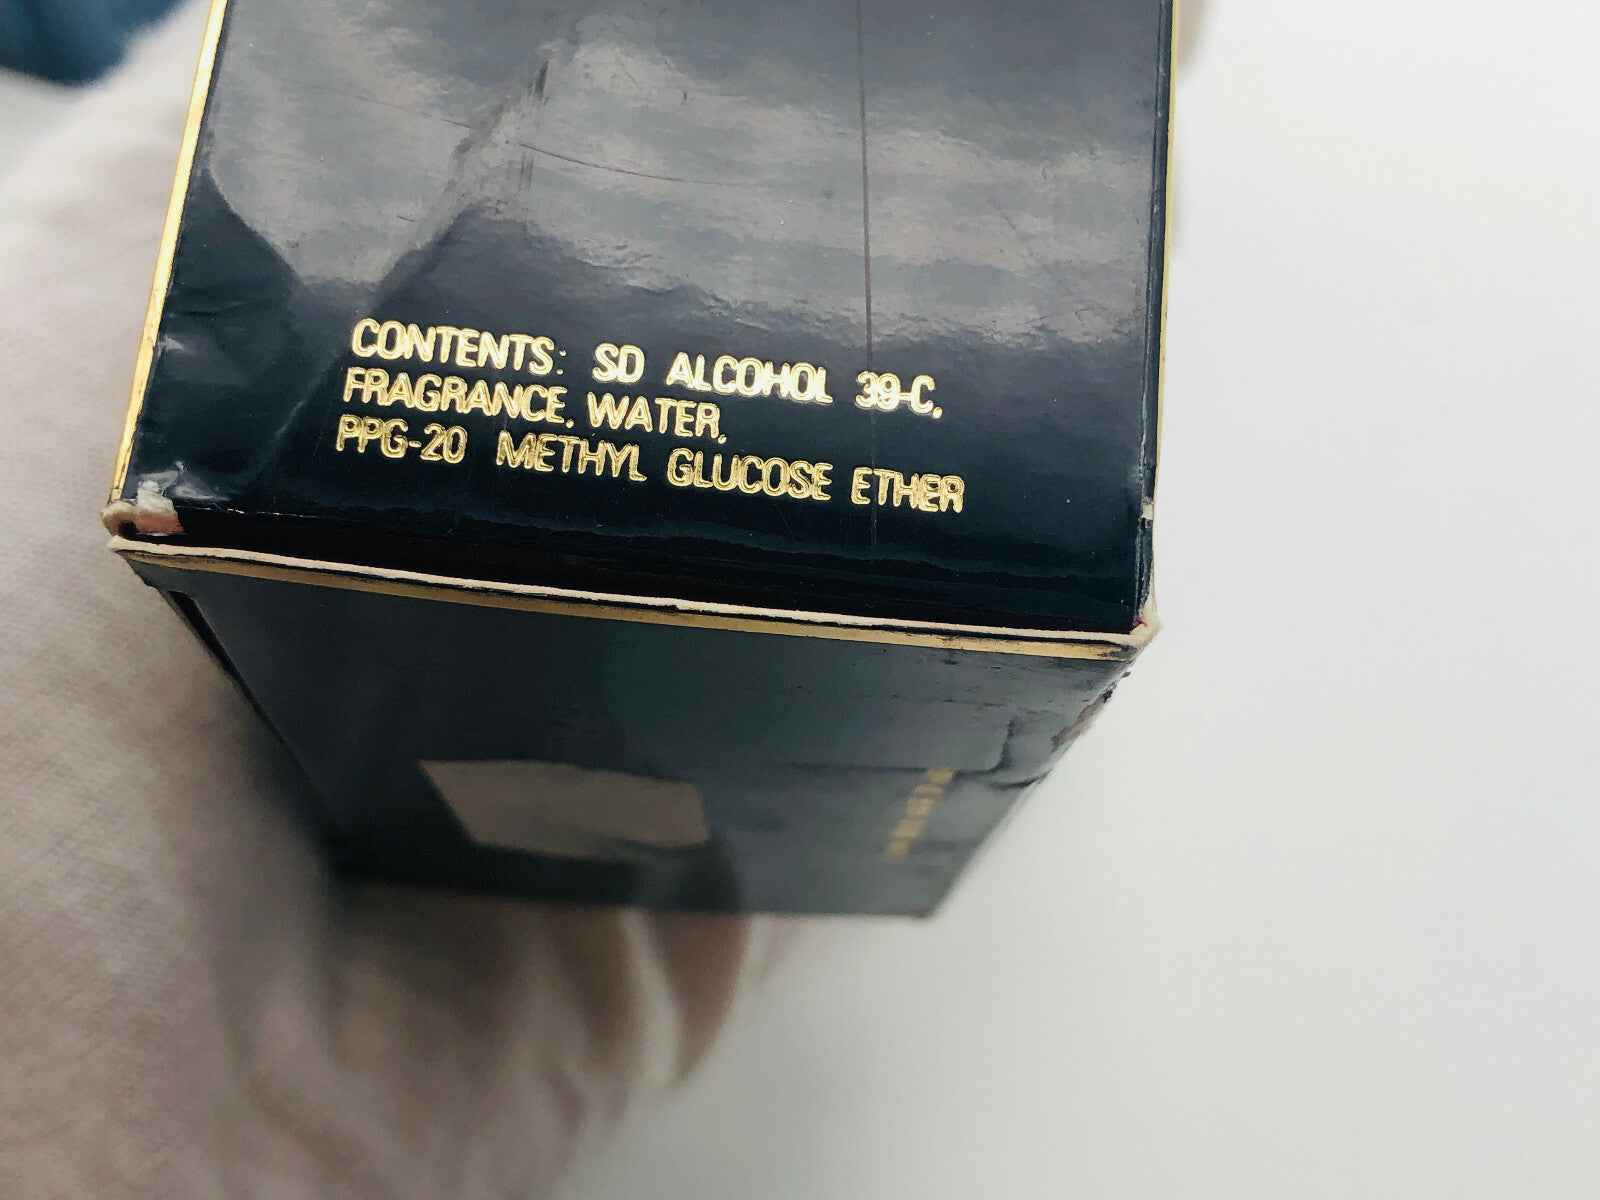 CONTENTS: SD ALCOHOL 39-C,
FRAGRANCE, WATER,
PPG-20 METHYL GLUCOSE ETHER